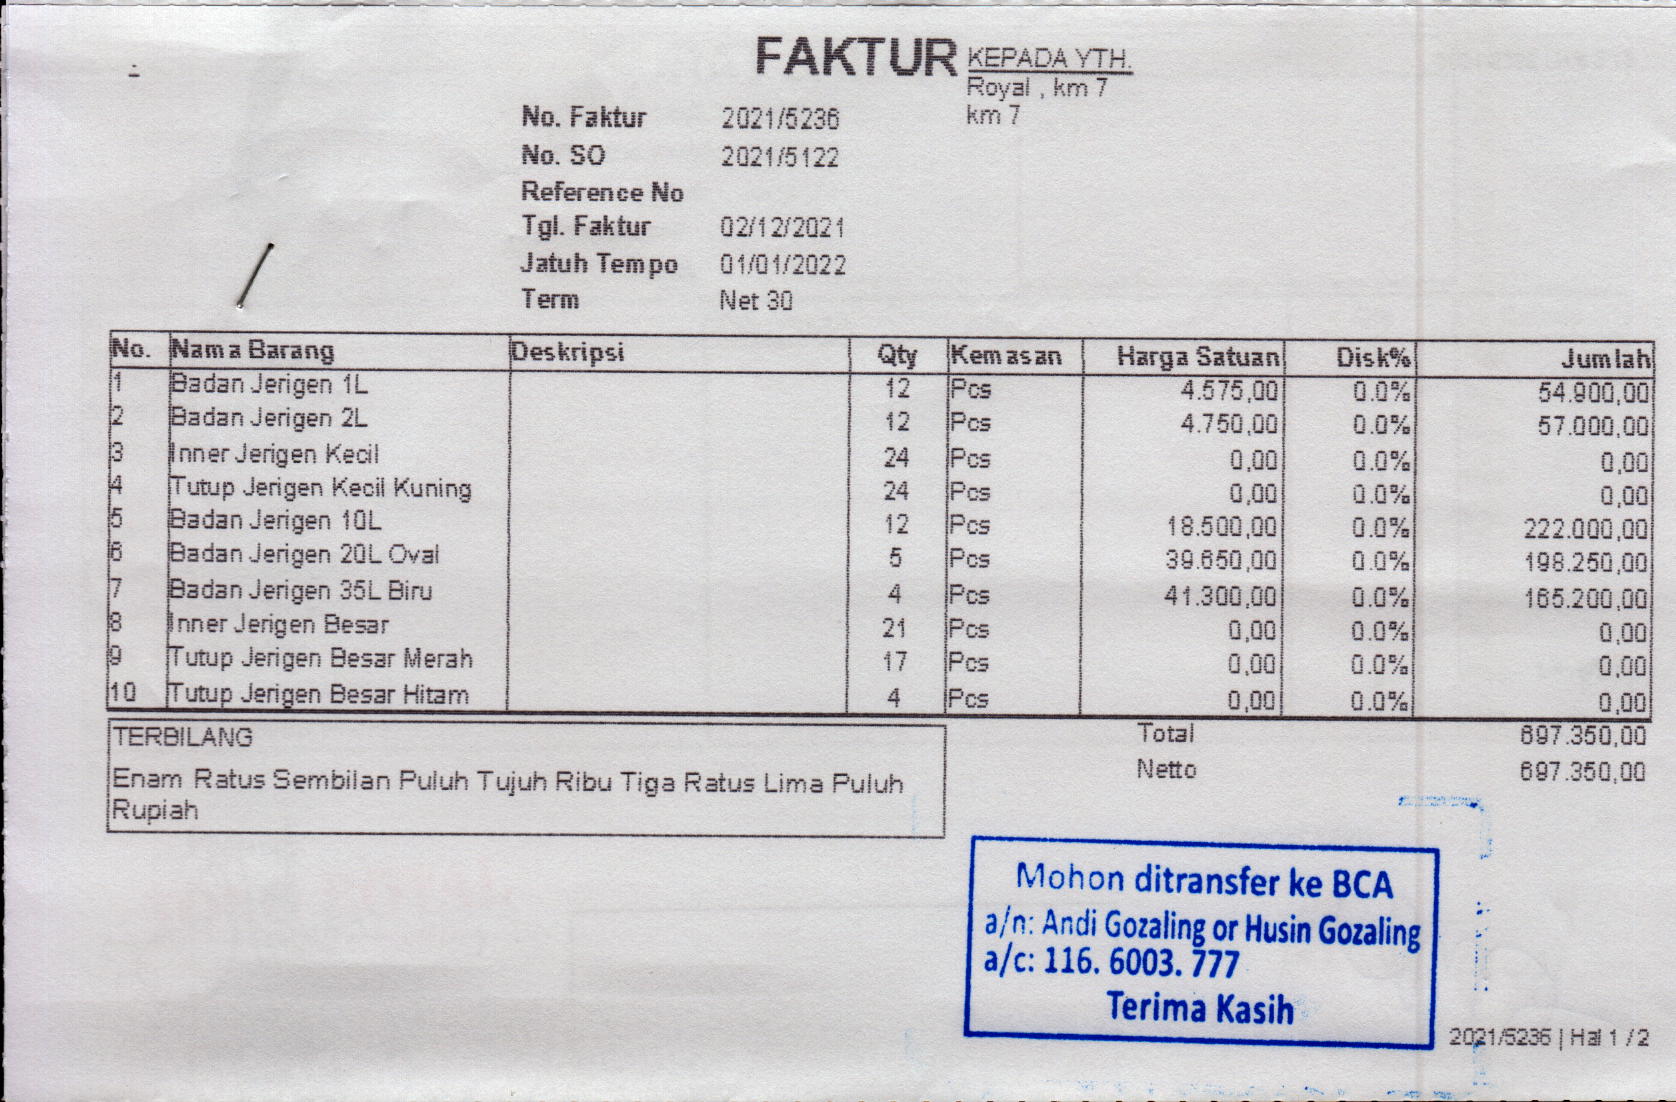 FAKTUR
KEPADA YTH.
Royal , km 7
km 7
No. Faktur 2021/5236
No. SO 2021/5122
Reference No
Tgl. Faktur 02/12/2021
Jatuh Tempo 01/01/2022
Term Net 30
No. Nama Barang Deskripsi Qty Kemasan Harga Satuan Disk% Jumlah
1 Badan Jerigen 1L 12 Pcs 4.575,00 0.0% 54.900,00
2 Badan Jerigen 2L 12 Pcs 4.750,00 0.0% 57.000,00
3 Inner Jerigen Kecil 24 Pcs 0,00 0.0% 0,00
4 Tutup Jerigen Kecil Kuning 24 Pcs 0,00 0.0% 0,00
5 Badan Jerigen 10L 12 Pcs 18.500,00 0.0% 222.000,00
6 Badan Jerigen 20L Oval 5 Pcs 39.650,00 0.0% 198.250,00
7 Badan Jerigen 35L Biru 4 Pcs 41.300,00 0.0% 165.200,00
8 Inner Jerigen Besar 21 Pcs 0,00 0.0% 0,00
9 Tutup Jerigen Besar Merah 17 Pcs 0,00 0.0% 0,00
10 Tutup Jerigen Besar Hitam 4 Pcs 0,00 0.0% 0,00
TERBILANG
Enam Ratus Sembilan Puluh Tujuh Ribu Tiga Ratus Lima Puluh
Rupiah
Total 697.350,00
Netto 697.350,00
Mohon ditransfer ke BCA
a/n: Andi Gozaling or Husin Gozaling
a/c: 116. 6003. 777
Terima Kasih
2021/5236 | Hal 1 / 2